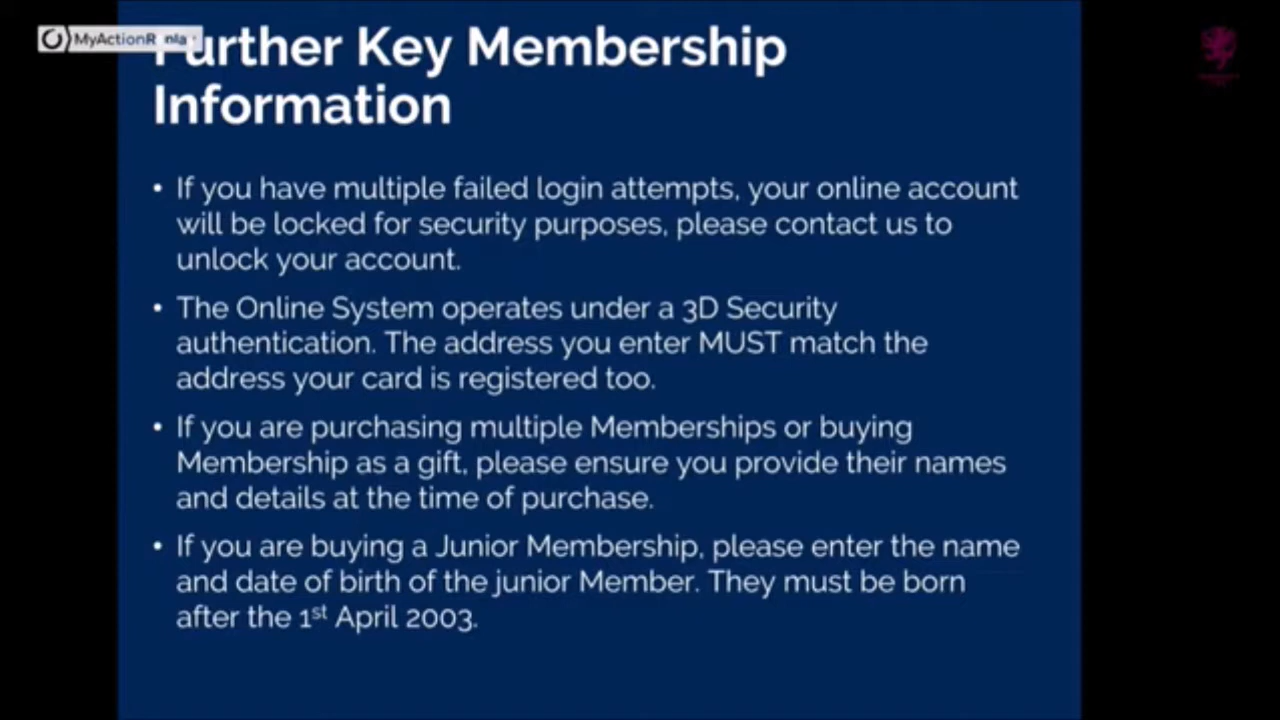 MyActionR
Further Key Membership
Information
• If you have multiple failed login attempts, your online account
will be locked for security purposes, please contact us to
unlock your account.
• The Online System operates under a 3D Security
authentication. The address you enter MUST match the
address your card is registered too.
• If you are purchasing multiple Memberships or buying
Membership as a gift, please ensure you provide their names
and details at the time of purchase.
• If you are buying a Junior Membership, please enter the name
and date of birth of the junior Member. They must be born
after the 1st April 2003.